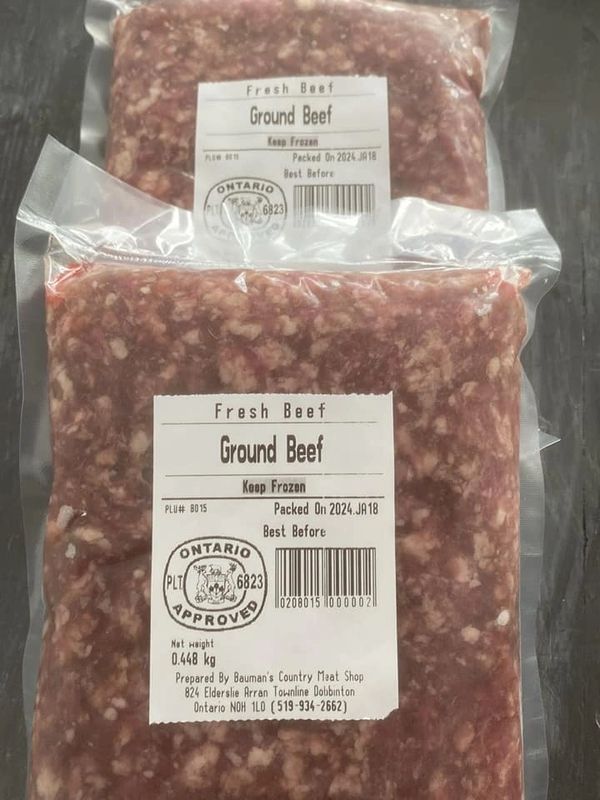 Fresh Beef
Ground Beef
Keep Frozen
PLU# 8015 Packed On 2024.JA18
Best Before
ONTARIO
6823
Fresh Beef
Ground Beef
Keep Frozen
PLU# 8015 Packed On 2024.JA18
Best Before
ONTARIO
PLT 6823
APPROVED
0208015 000002
Net weight
0.448 kg
Prepared By Bauman's Country Meat Shop
824 Elderslie Arran Townline Dobbinton
Ontario N0H 1L0 (519-934-2662)